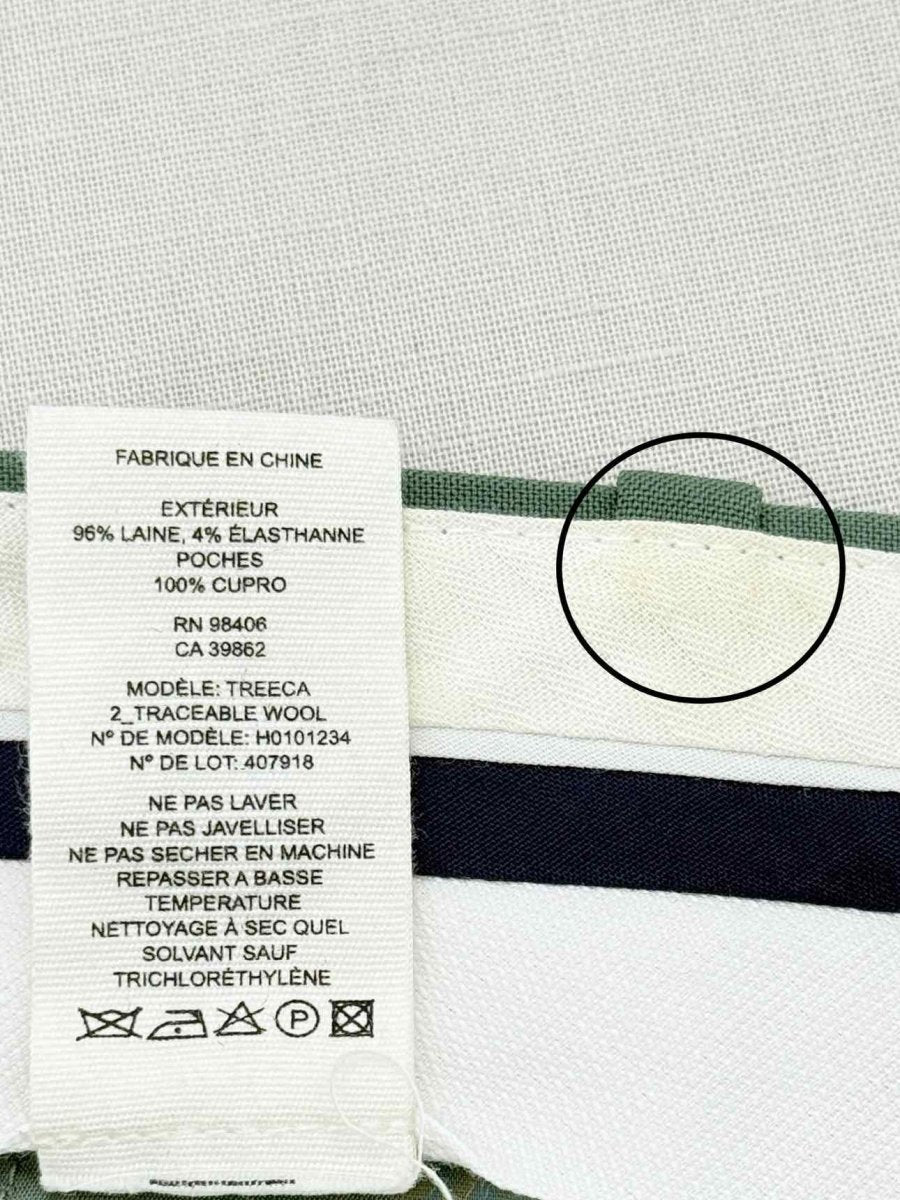 FABRIQUE EN CHINE
EXTÉRIEUR
96% LAINE, 4% ÉLASTHANNE
POCHES
100% CUPRO
RN 98406
CA 39862
MODÈLE: TREECA
2_TRACEABLE WOOL
Nº DE MODÈLE: H0101234
Nº DE LOT: 407918
NE PAS LAVER
NE PAS JAVELLISER
NE PAS SECHER EN MACHINE
REPASSER A BASSE
TEMPERATURE
NETTOYAGE À SEC QUEL
SOLVANT SAUF
TRICHLORÉTHYLÈNE
P